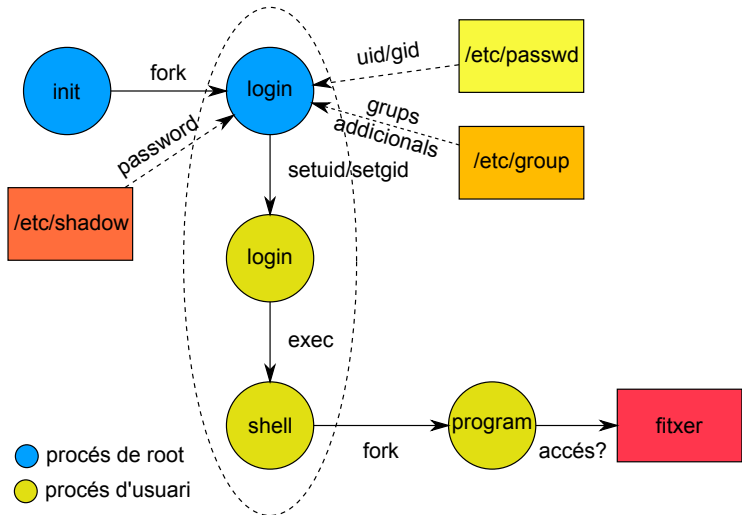 uid/gid
/etc/passwd
fork
init
login
grups
addicionals
password
/etc/group
setuid/setgid
/etc/shadow
login
exec
shell
program
fitxer
fork
accés?
procés de root
procés d'usuari